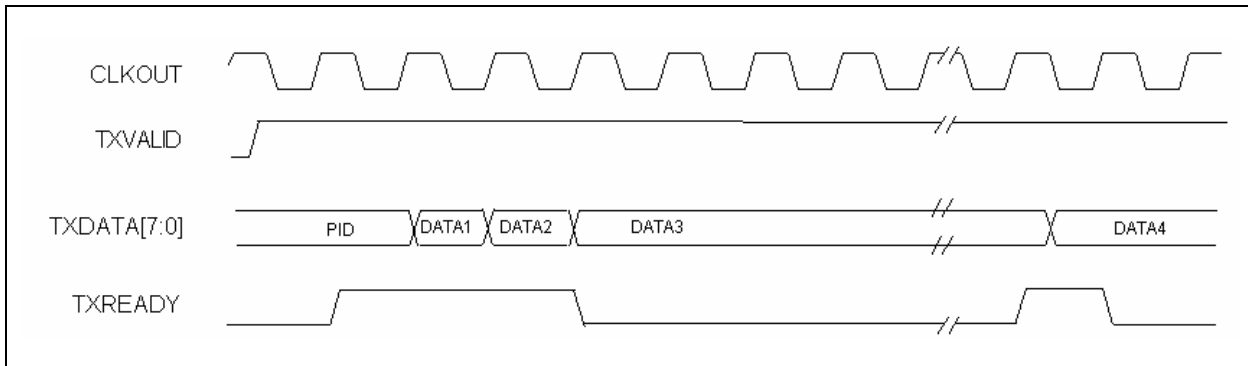 CLKOUT
TXVALID
TXDATA[7:0] PID DATA1 DATA2 DATA3 DATA4
TXREADY